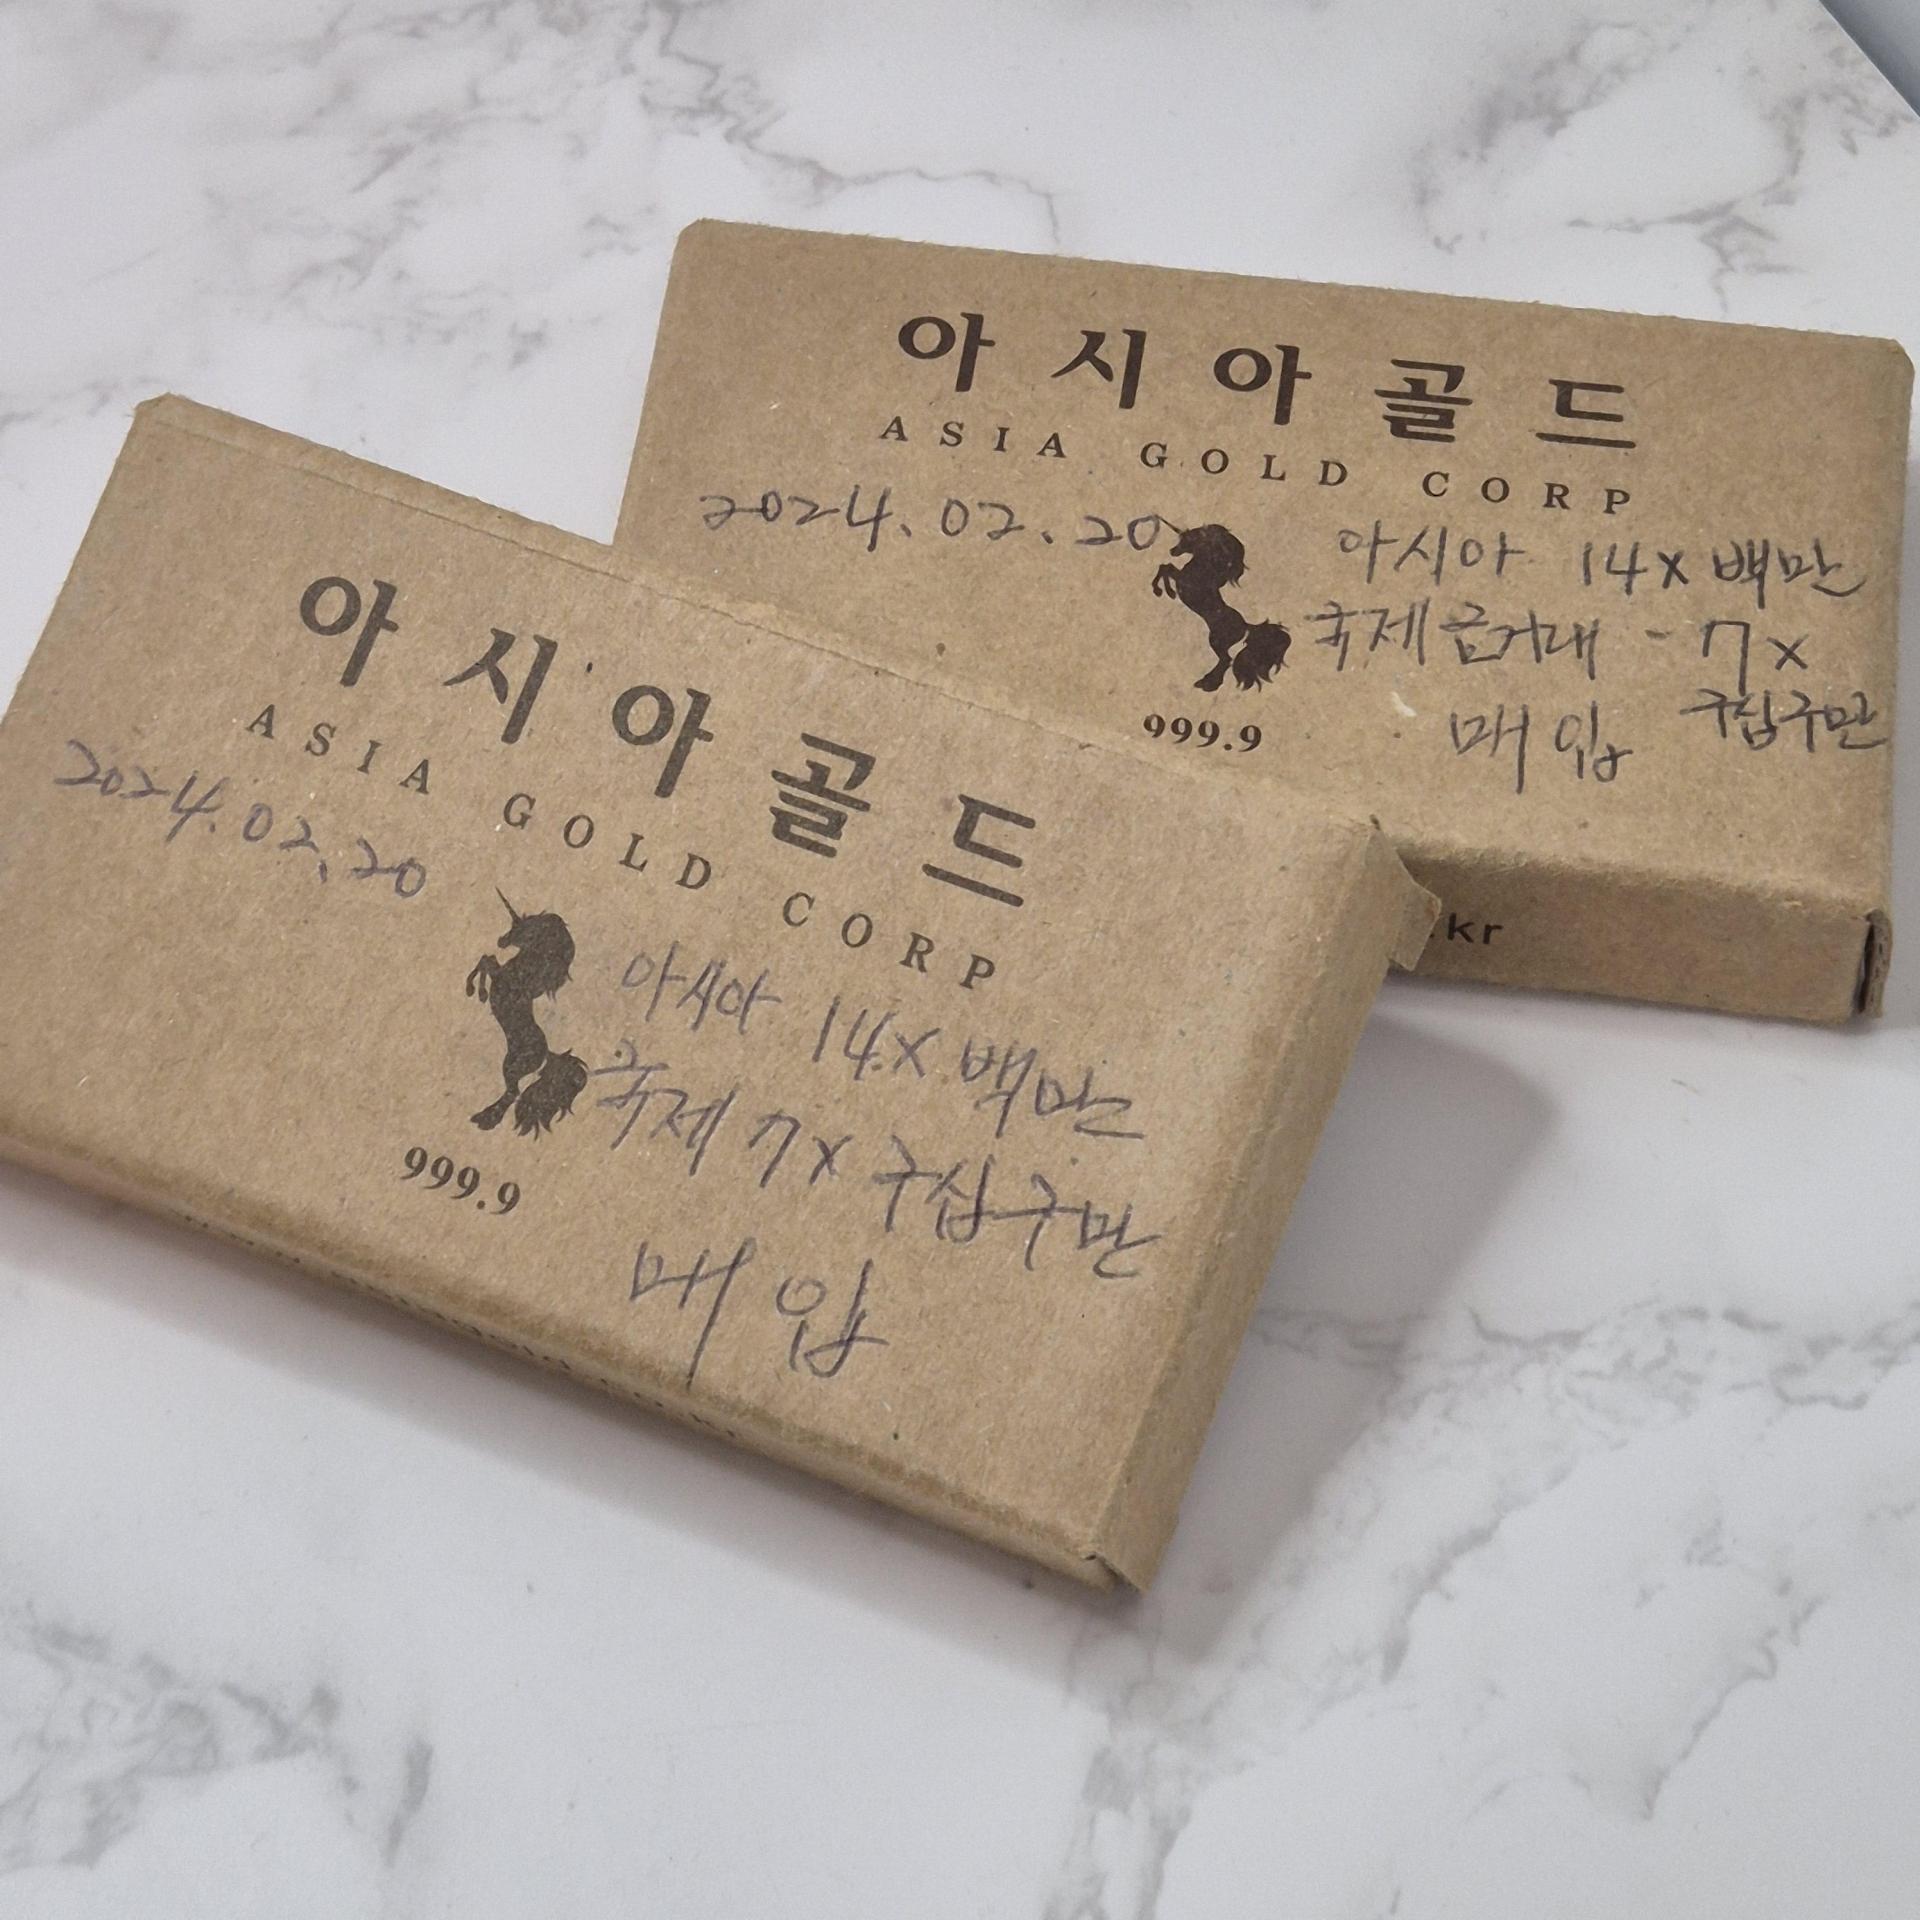 아시아골드
ASIA GOLD CORP
2024.02.20
아시아 14x 백만
국제금거래 - 7x
구십구만
매입
999.9
.kr
아시아골드
ASIA GOLD CORP
2024.02.20
아시아 14x 백만
국제 7x 구십구만
매입
999.9